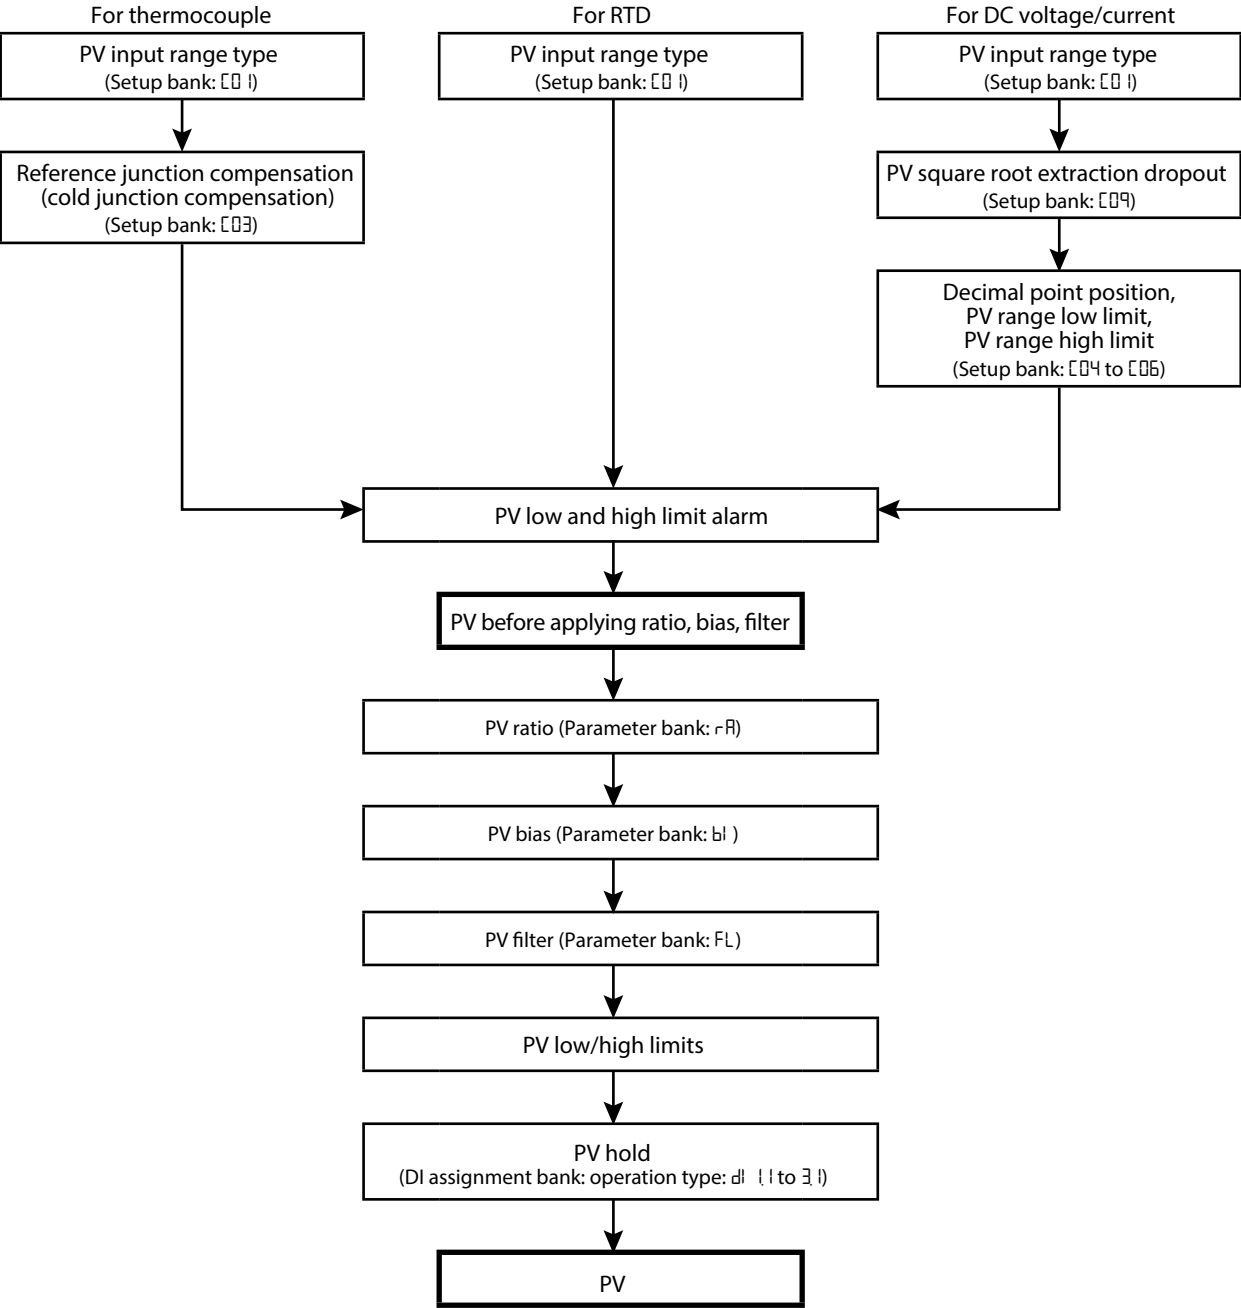 For thermocouple
PV input range type
(Setup bank: C01)
Reference junction compensation
(cold junction compensation)
(Setup bank: C03)
For RTD
PV input range type
(Setup bank: C01)
For DC voltage/current
PV input range type
(Setup bank: C01)
PV square root extraction dropout
(Setup bank: C09)
Decimal point position,
PV range low limit,
PV range high limit
(Setup bank: C04 to C06)
PV low and high limit alarm
PV before applying ratio, bias, filter
PV ratio (Parameter bank: rA)
PV bias (Parameter bank: bI )
PV filter (Parameter bank: FL)
PV low/high limits
PV hold
(DI assignment bank: operation type: dI 1.1 to 3.1)
PV